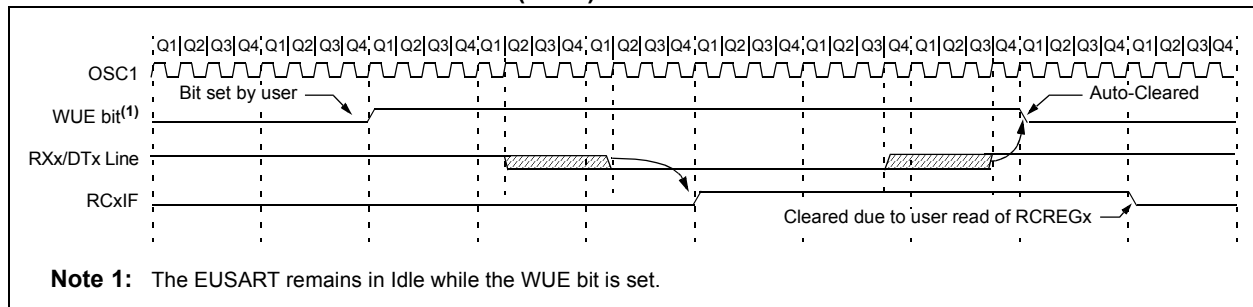 Q1 Q2 Q3 Q4 Q1 Q2 Q3 Q4 Q1 Q2 Q3 Q4 Q1 Q2 Q3 Q4 Q1 Q2 Q3 Q4 Q1 Q2 Q3 Q4 Q1 Q2 Q3 Q4 Q1 Q2 Q3 Q4 Q1 Q2 Q3 Q4 Q1 Q2 Q3 Q4
OSC1
Bit set by user
Auto-Cleared
WUE bit(1)
RXx/DTx Line
RCxIF
Cleared due to user read of RCREGx
Note 1: The EUSART remains in Idle while the WUE bit is set.